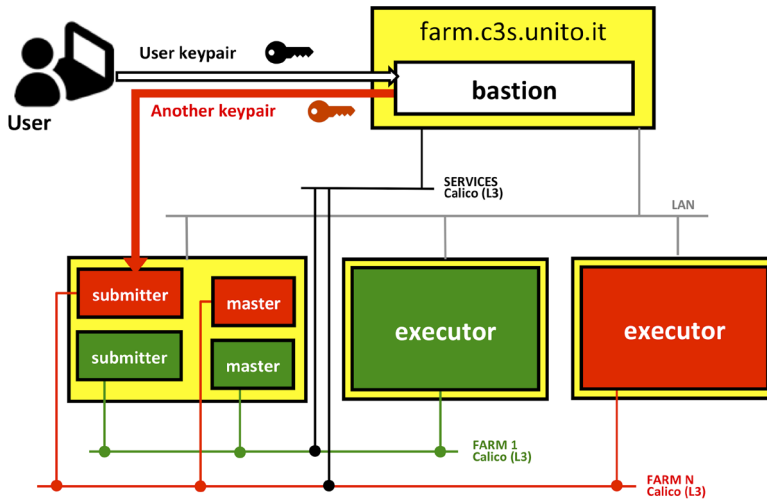 farm.c3s.unito.it
User keypair
bastion
Another keypair
User
SERVICES
Calico (L3)
LAN
submitter
master
executor
executor
submitter
master
FARM 1
Calico (L3)
FARM N
Calico (L3)